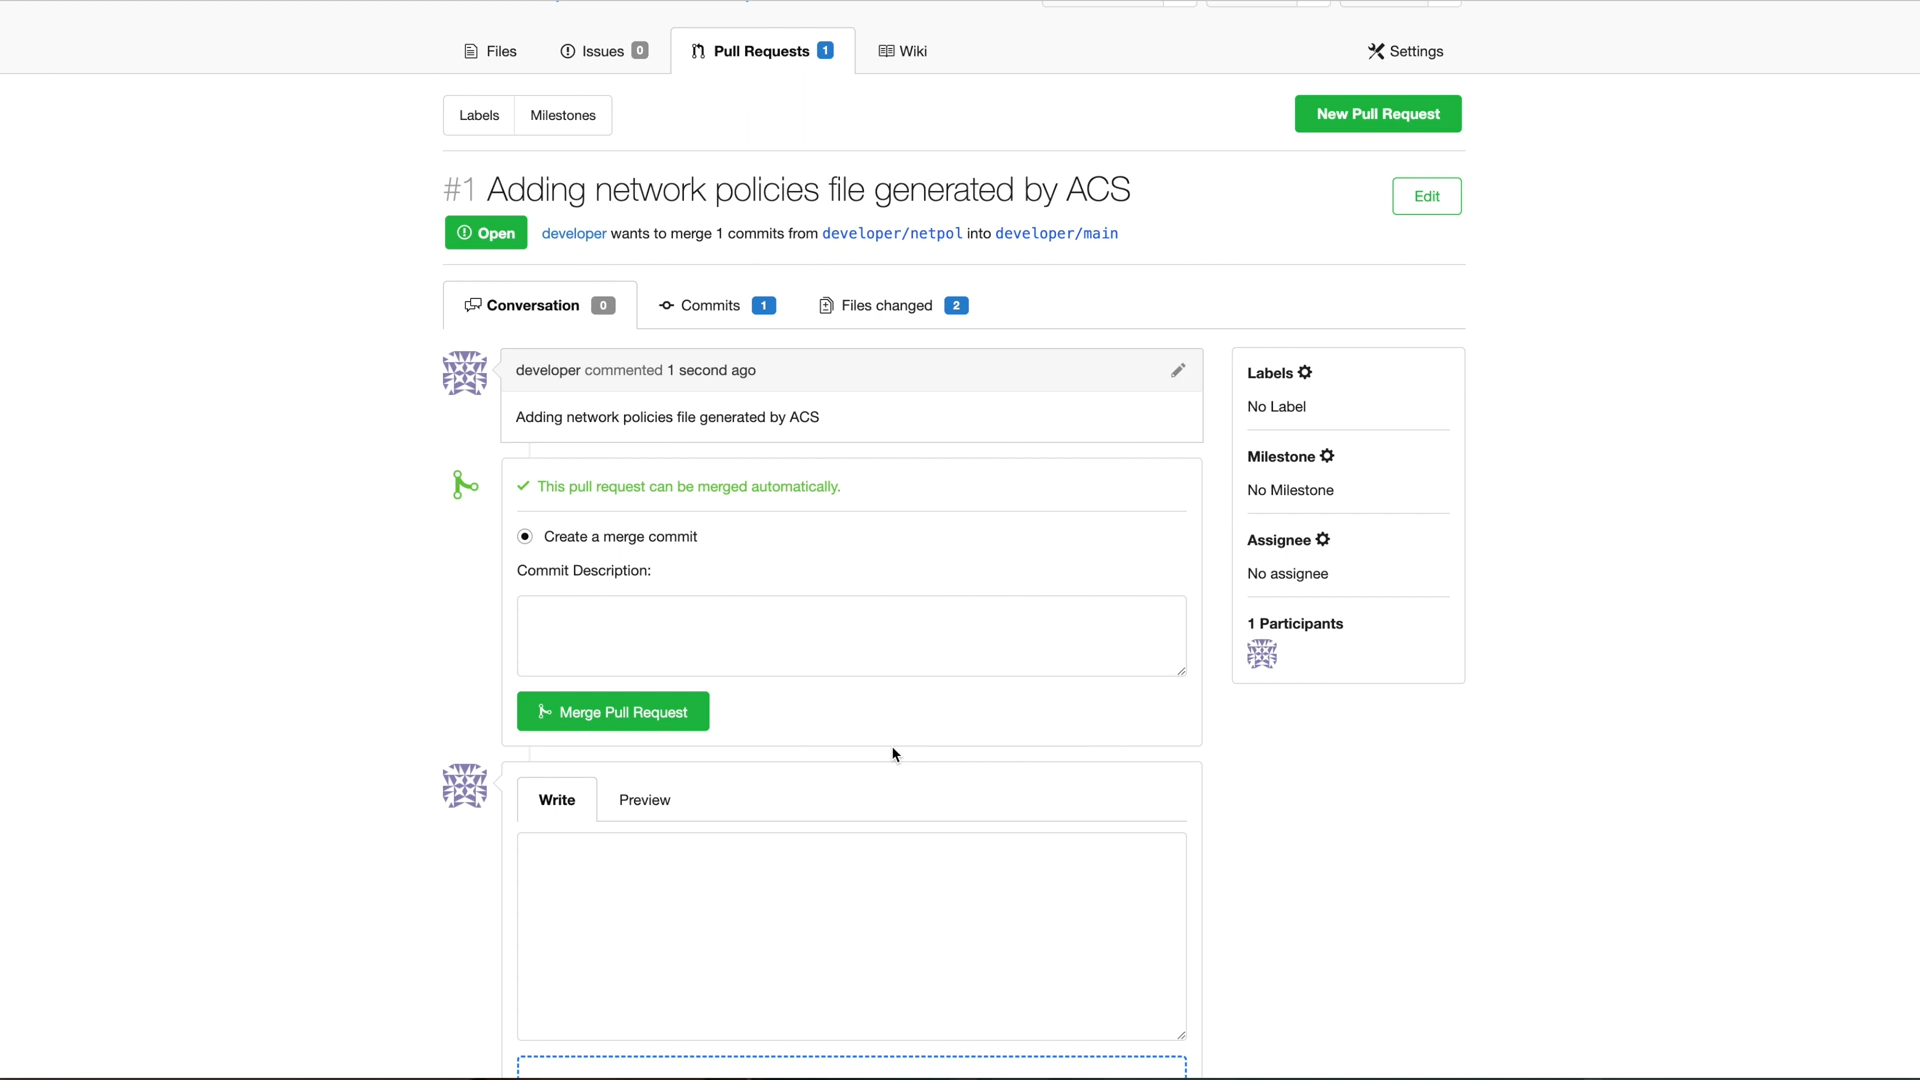 Files Issues 0 Pull Requests 1 Wiki Settings
Labels Milestones New Pull Request
#1 Adding network policies file generated by ACS Edit
Open developer wants to merge 1 commits from developer/netpol into developer/main
Conversation 0 Commits 1 Files changed 2
developer commented 1 second ago
Adding network policies file generated by ACS
This pull request can be merged automatically.
Create a merge commit
Commit Description:
Merge Pull Request
Write Preview
Labels
No Label
Milestone
No Milestone
Assignee
No assignee
1 Participants